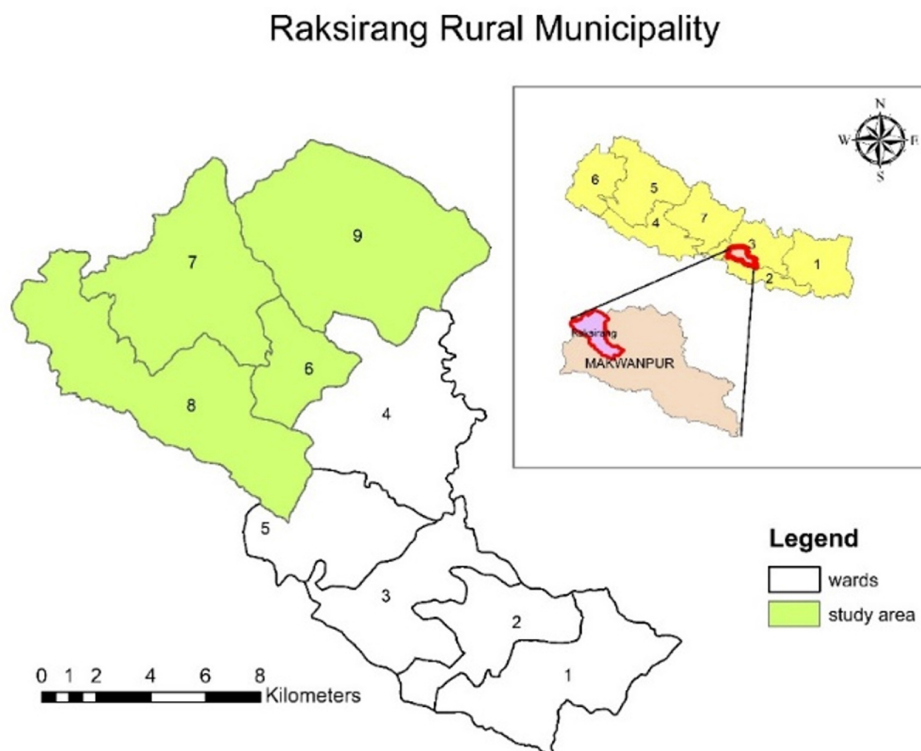 Raksirang Rural Municipality
N
W E
S
6
5
7
4
3
1
2
Raksirang
MAKWANPUR
9
7
6
8
4
5
3
2
1
Legend
wards
study area
0 1 2 4 6 8
Kilometers